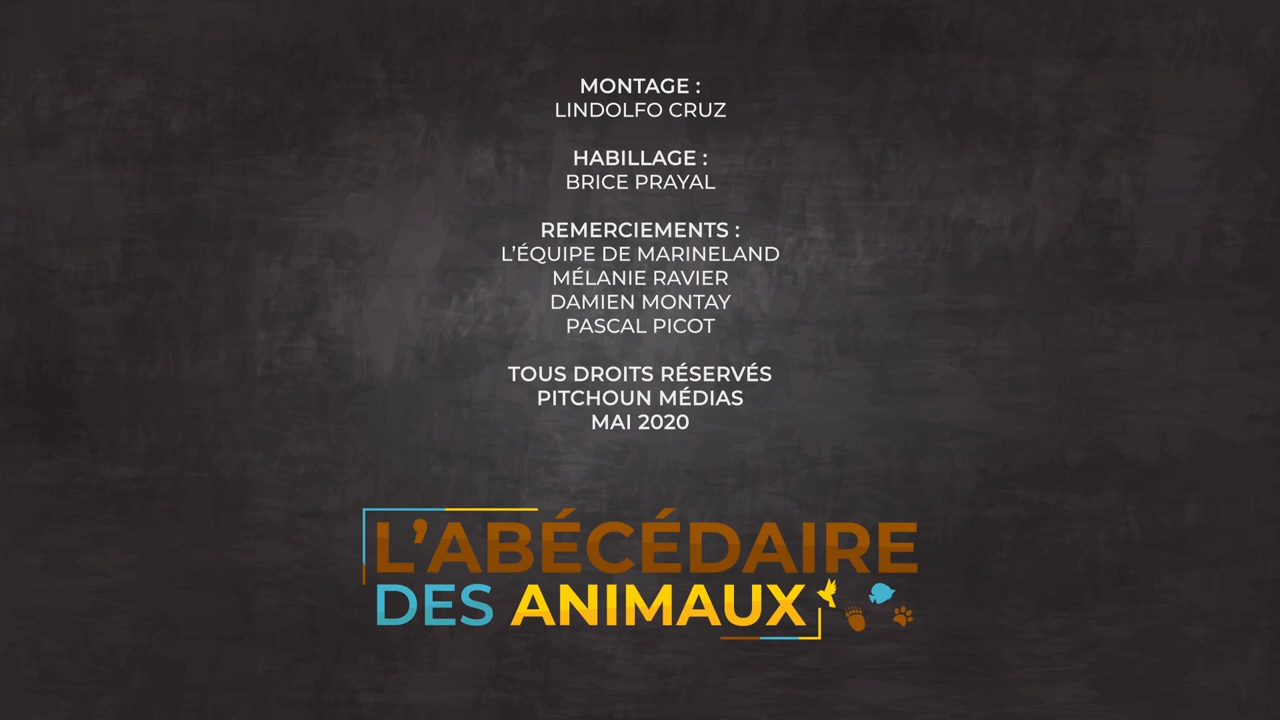 MONTAGE :
LINDOLFO CRUZ
HABILLAGE :
BRICE PRAYAL
REMERCIEMENTS :
L’ÉQUIPE DE MARINELAND
MÉLANIE RAVIER
DAMIEN MONTAY
PASCAL PICOT
TOUS DROITS RÉSERVÉS
PITCHOUN MÉDIAS
MAI 2020
L’ABÉCÉDAIRE
DES ANIMAUX